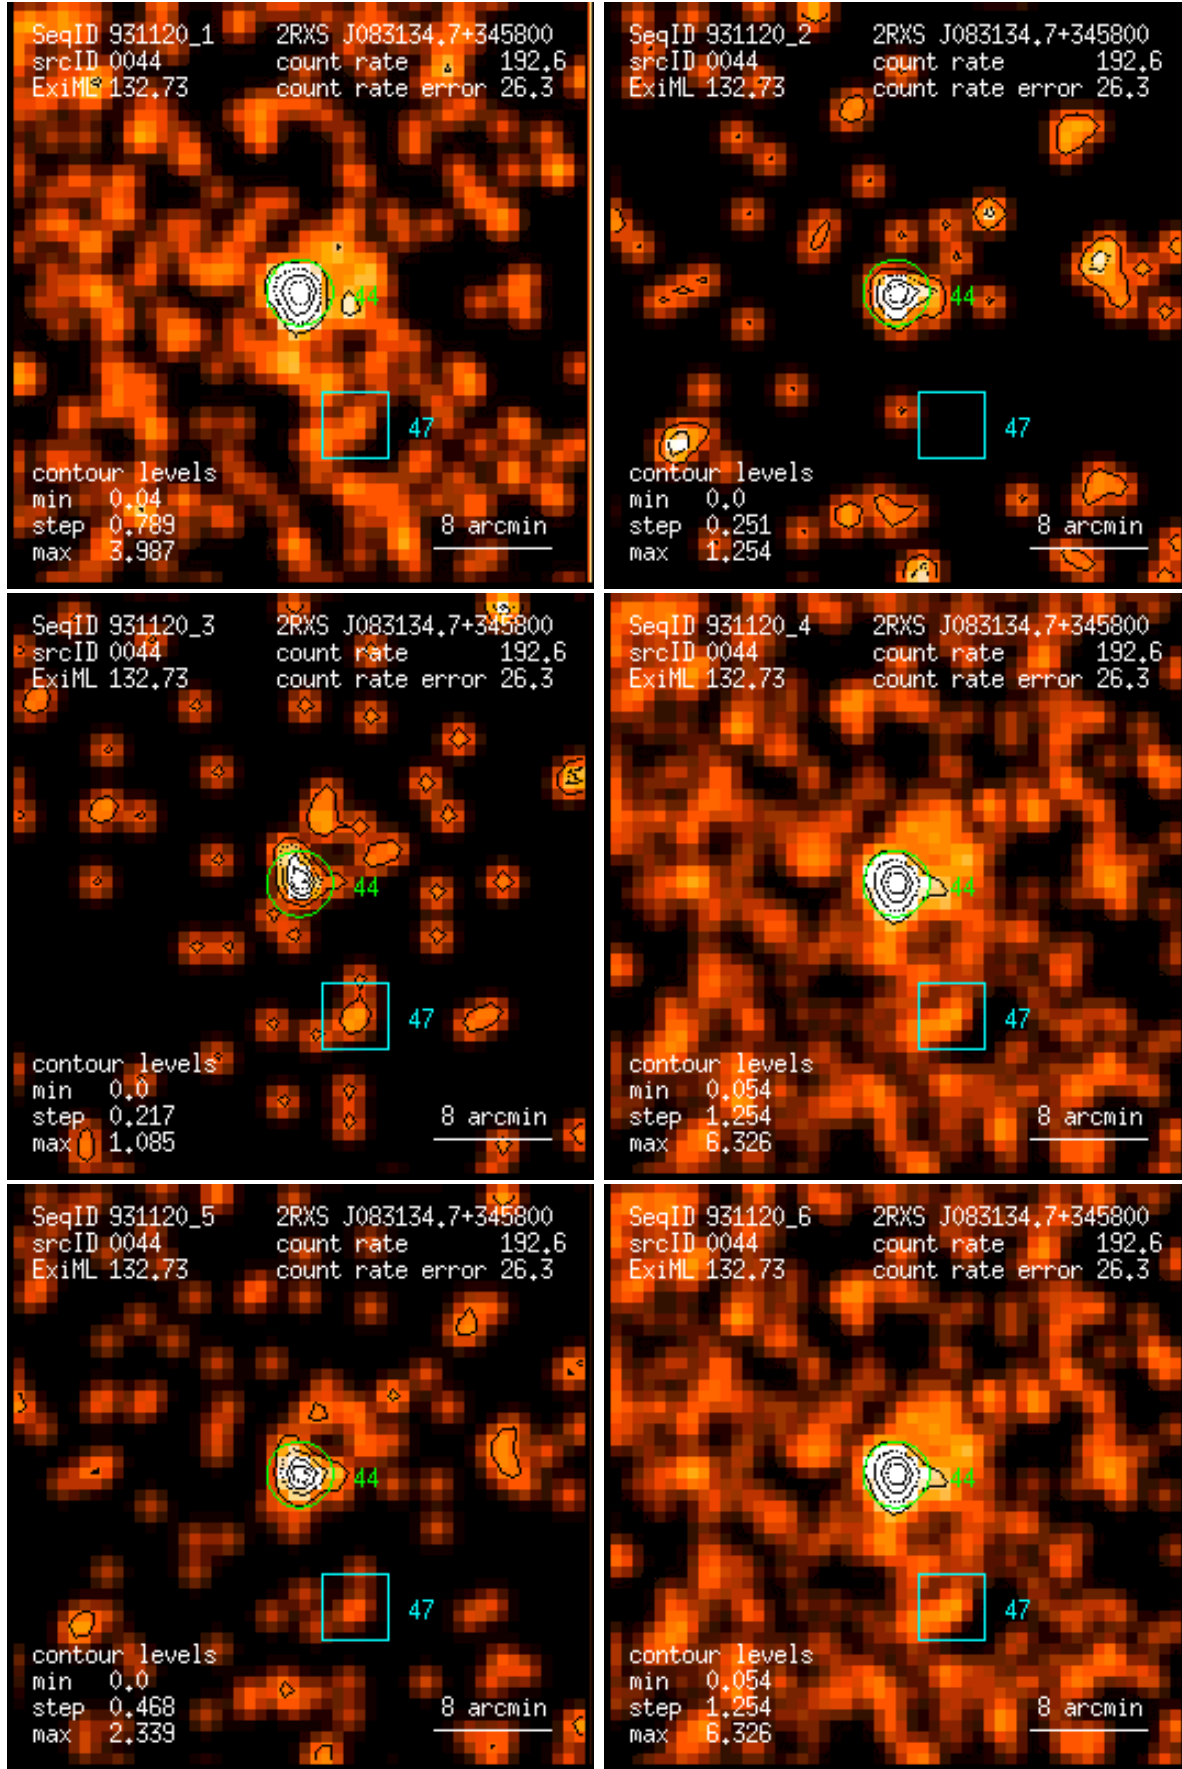 SeqID 931120_1 2RXS J083134.7+345800
srcID 0044 count rate 192.6
ExiML 132.73 count rate error 26.3
44
47
contour levels
min 0.04
step 0.789 8 arcmin
max 3.987
SeqID 931120_2 2RXS J083134.7+345800
srcID 0044 count rate 192.6
ExiML 132.73 count rate error 26.3
44
47
contour levels
min 0.0
step 0.251 8 arcmin
max 1.254
SeqID 931120_3 2RXS J083134.7+345800
srcID 0044 count rate 192.6
ExiML 132.73 count rate error 26.3
44
47
contour levels
min 0.0
step 0.217 8 arcmin
max 1.085
SeqID 931120_4 2RXS J083134.7+345800
srcID 0044 count rate 192.6
ExiML 132.73 count rate error 26.3
44
47
contour levels
min 0.054
step 1.254 8 arcmin
max 6.326
SeqID 931120_5 2RXS J083134.7+345800
srcID 0044 count rate 192.6
ExiML 132.73 count rate error 26.3
44
47
contour levels
min 0.0
step 0.468 8 arcmin
max 2.339
SeqID 931120_6 2RXS J083134.7+345800
srcID 0044 count rate 192.6
ExiML 132.73 count rate error 26.3
44
47
contour levels
min 0.054
step 1.254 8 arcmin
max 6.326